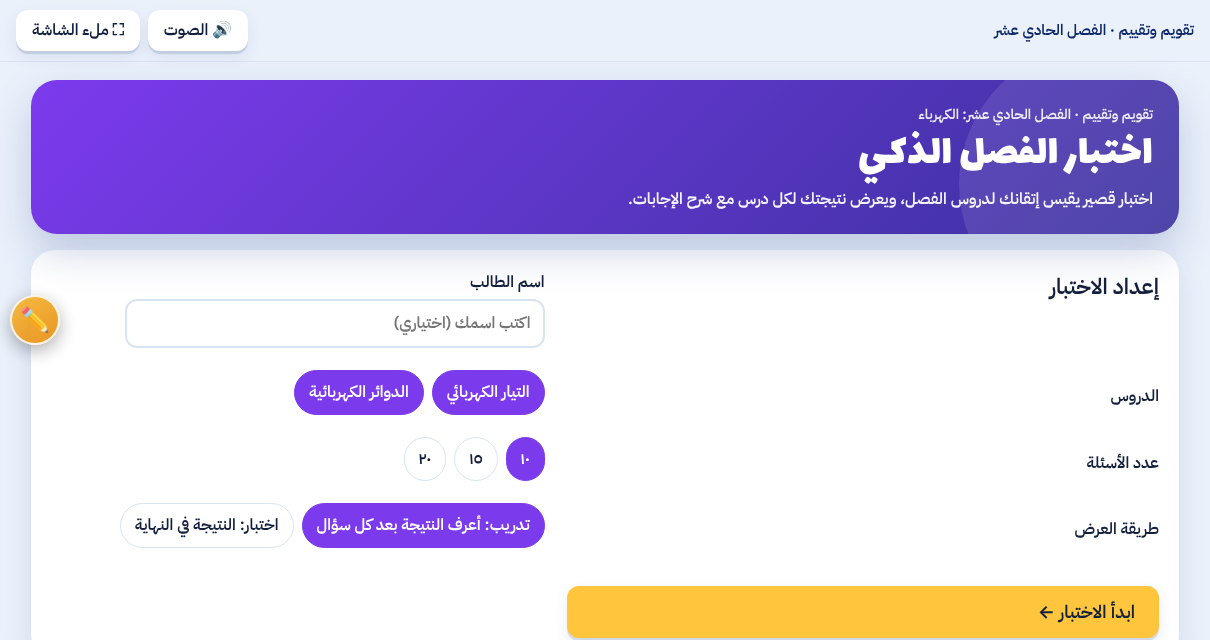 تقويم وتقييم · الفصل الحادي عشر
🔊 الصوت
⛶ ملء الشاشة
تقويم وتقييم · الفصل الحادي عشر: الكهرباء
اختبار الفصل الذكي
اختبار قصير يقيس إتقانك لدروس الفصل، ويعرض نتيجتك لكل درس مع شرح الإجابات.
إعداد الاختبار
اسم الطالب
اكتب اسمك (اختياري)
الدروس
التيار الكهربائي
الدوائر الكهربائية
عدد الأسئلة
١٠
١٥
٢٠
طريقة العرض
تدريب: أعرف النتيجة بعد كل سؤال
اختبار: النتيجة في النهاية
ابدأ الاختبار ←